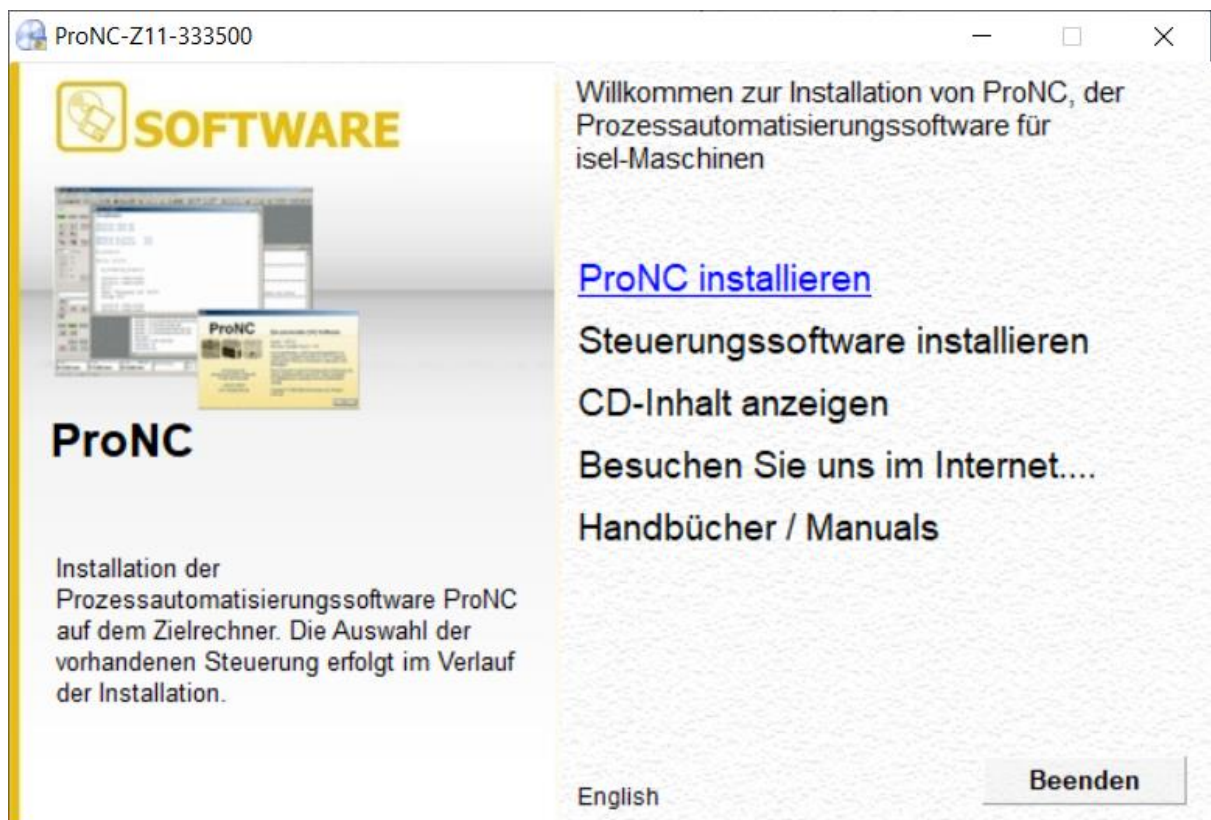 ProNC-Z11-333500
SOFTWARE
ProNC
ProNC
Installation der
Prozessautomatisierungssoftware ProNC
auf dem Zielrechner. Die Auswahl der
vorhandenen Steuerung erfolgt im Verlauf
der Installation.
Willkommen zur Installation von ProNC, der
Prozessautomatisierungssoftware für
isel-Maschinen
ProNC installieren
Steuerungssoftware installieren
CD-Inhalt anzeigen
Besuchen Sie uns im Internet....
Handbücher / Manuals
English
Beenden